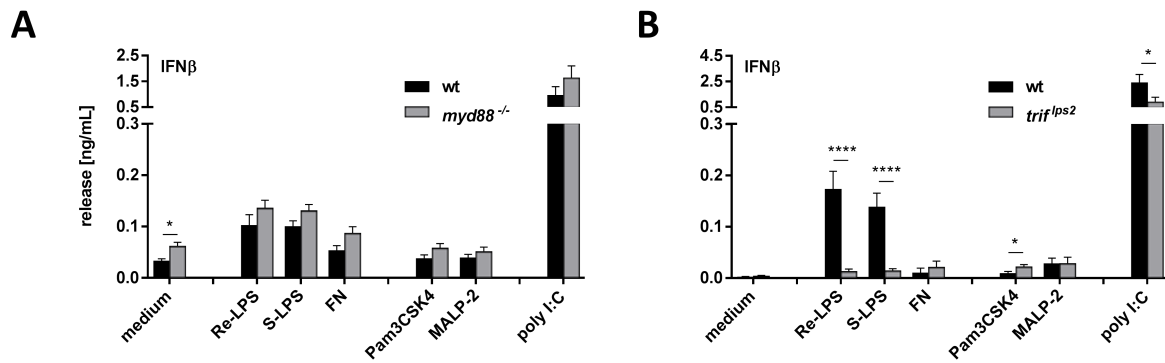 A
IFNβ
release [ng/mL]
2.5
1.5
0.5
0.3
0.2
0.1
0.0
wt
myd88 -/-
*
medium
Re-LPS
S-LPS
FN
Pam3CSK4
MALP-2
poly I:C
B
IFNβ
4.5
2.5
0.5
0.3
0.2
0.1
0.0
wt
trif lps2
****
****
*
*
medium
Re-LPS
S-LPS
FN
Pam3CSK4
MALP-2
poly I:C